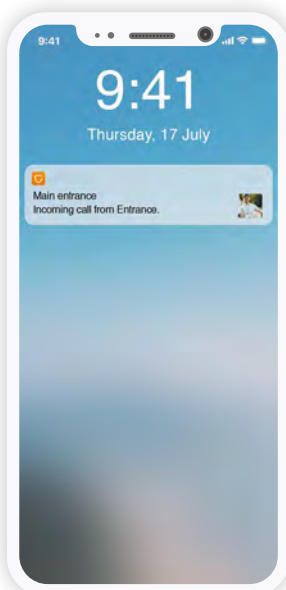 9:41
9:41
Thursday, 17 July
Main entrance
Incoming call from Entrance.